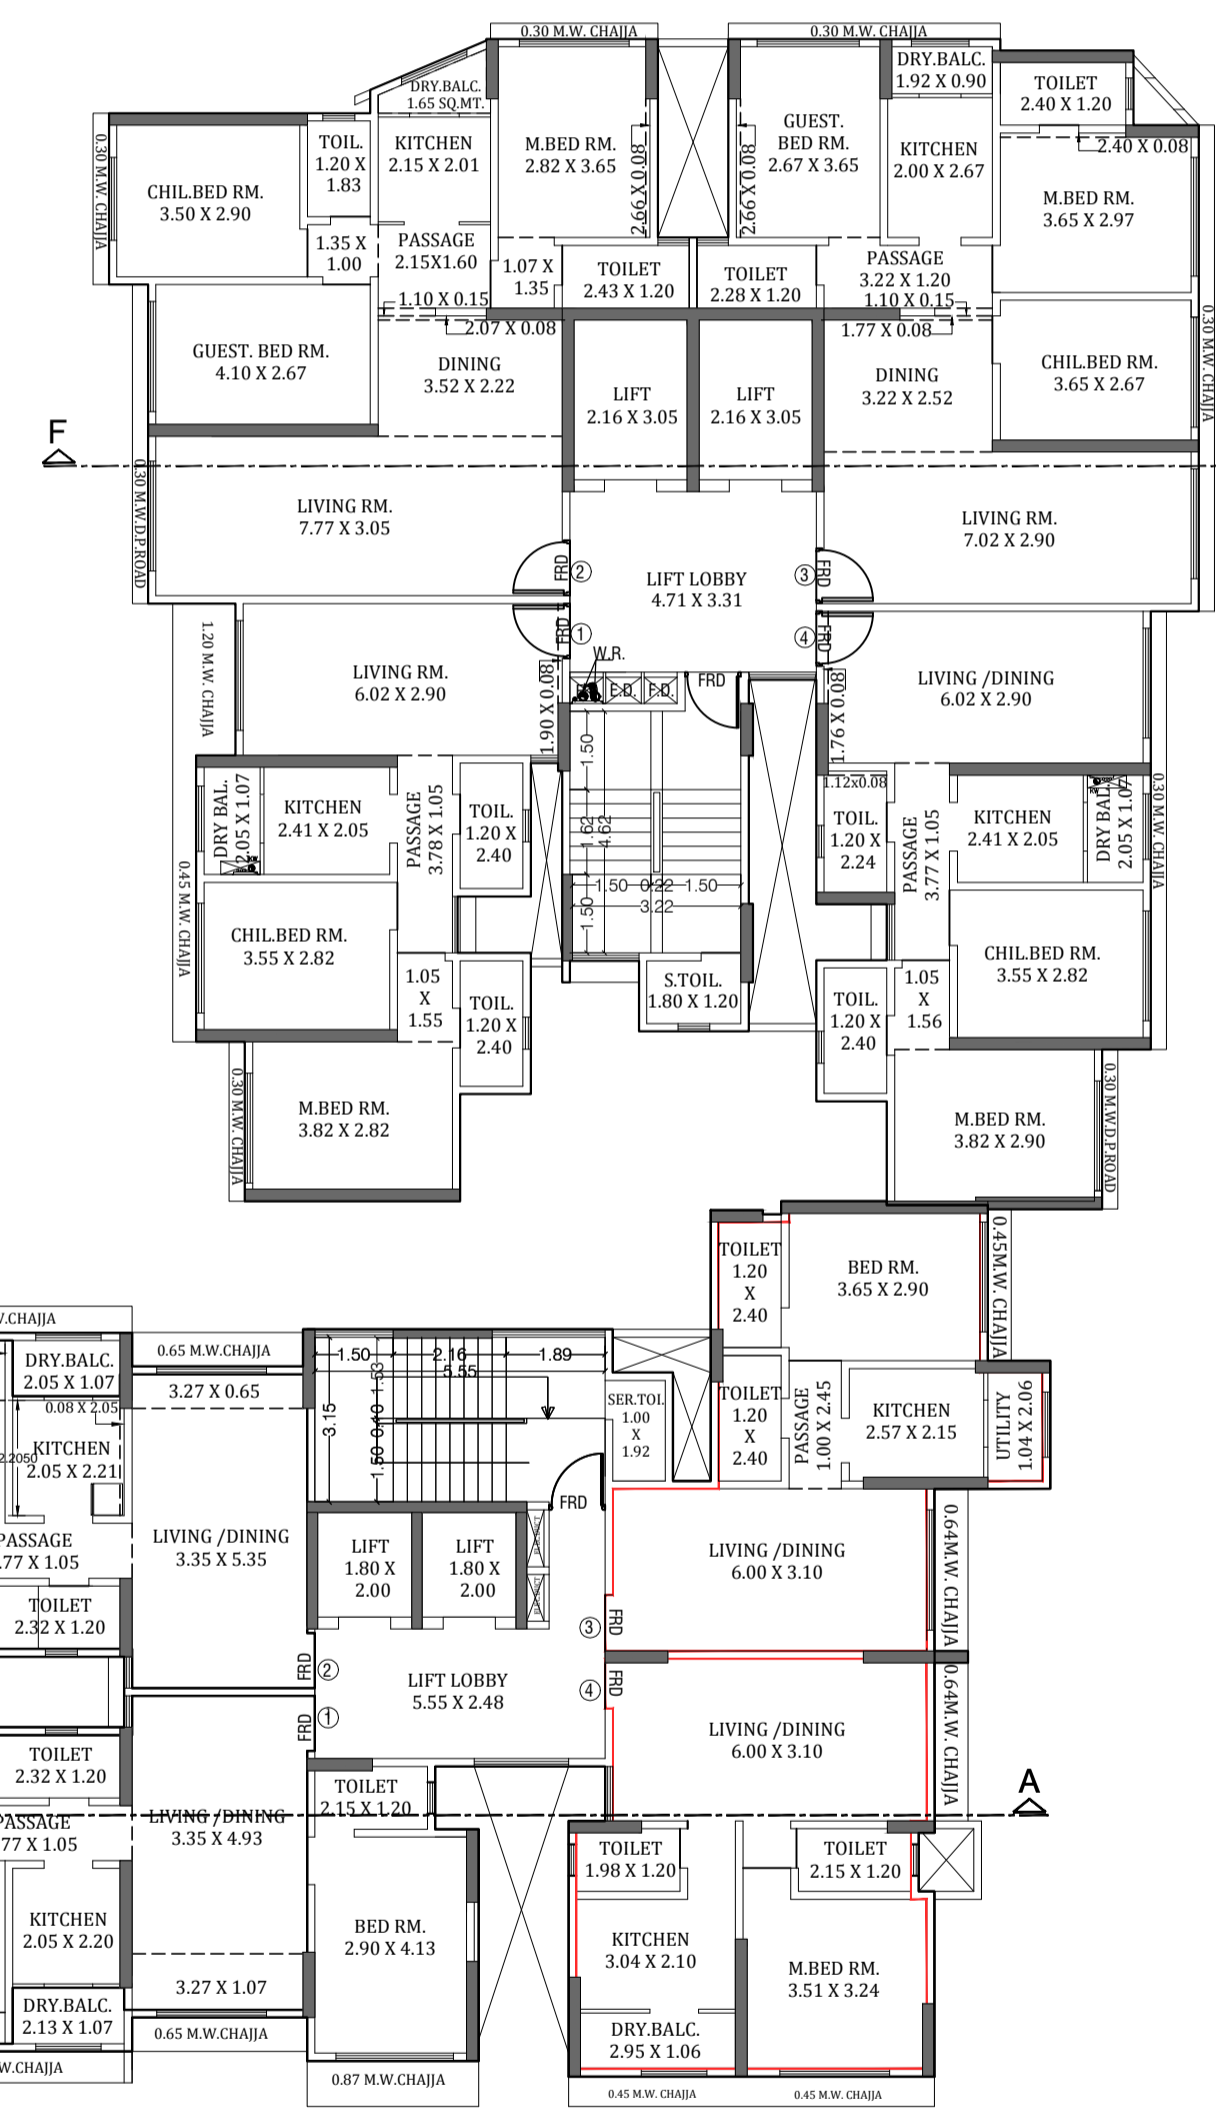 0.30 M.W. CHAJJA
0.30 M.W. CHAJJA
DRY.BALC.
1.65 SQ.MT.
DRY.BALC.
1.92 X 0.90
TOILET
2.40 X 1.20
2.40 X 0.08
0.30 M.W. CHAJJA
CHIL.BED RM.
3.50 X 2.90
TOIL.
1.20 X
1.83
KITCHEN
2.15 X 2.01
M.BED RM.
2.82 X 3.65
2.66 X 0.08
2.66 X 0.08
GUEST.
BED RM.
2.67 X 3.65
KITCHEN
2.00 X 2.67
M.BED RM.
3.65 X 2.97
1.35 X
1.00
PASSAGE
2.15X1.60
1.07 X
1.35
TOILET
2.43 X 1.20
TOILET
2.28 X 1.20
PASSAGE
3.22 X 1.20
1.10 X 0.15
1.10 X 0.15
2.07 X 0.08
1.77 X 0.08
0.30 M.W. CHAJJA
GUEST. BED RM.
4.10 X 2.67
DINING
3.52 X 2.22
LIFT
2.16 X 3.05
LIFT
2.16 X 3.05
DINING
3.22 X 2.52
CHIL.BED RM.
3.65 X 2.67
F
0.30 M.W.D.P.ROAD
LIVING RM.
7.77 X 3.05
LIVING RM.
7.02 X 2.90
FRD
2
3
FRD
LIFT LOBBY
4.71 X 3.31
FRD
1
4
FRD
W.R.
E.D.
F.D.
FRD
1.20 M.W. CHAJJA
LIVING RM.
6.02 X 2.90
1.90 X 0.08
1.76 X 0.08
LIVING /DINING
6.02 X 2.90
1.50
1.62
4.62
1.50
1.50
0.22
1.50
3.22
DRY BAL.
2.05 X 1.07
KITCHEN
2.41 X 2.05
PASSAGE
3.78 X 1.05
TOIL.
1.20 X
2.40
1.12x0.08
TOIL.
1.20 X
2.24
PASSAGE
3.77 X 1.05
KITCHEN
2.41 X 2.05
DRY BAL.
2.05 X 1.07
0.30 M.W. CHAJJA
0.45 M.W. CHAJJA
CHIL.BED RM.
3.55 X 2.82
CHIL.BED RM.
3.55 X 2.82
1.05
X
1.55
TOIL.
1.20 X
2.40
S.TOIL.
1.80 X 1.20
TOIL.
1.20 X
2.40
1.05
X
1.56
0.30 M.W. CHAJJA
M.BED RM.
3.82 X 2.82
M.BED RM.
3.82 X 2.90
0.30 M.W.D.P.ROAD
TOILET
1.20
X
2.40
BED RM.
3.65 X 2.90
0.45M.W. CHAJJA
W.CHAJJA
0.65 M.W.CHAJJA
DRY.BALC.
2.05 X 1.07
3.27 X 0.65
0.08 X 2.05
1.50
2.16
1.89
5.55
3.15
1.53
0.10
1.50
SER.TOI.
1.00
X
1.92
TOILET
1.20
X
2.40
PASSAGE
1.00 X 2.45
KITCHEN
2.57 X 2.15
UTILITY
1.04 X 2.06
KITCHEN
2.05 X 2.21
2.2050
FRD
PASSAGE
.77 X 1.05
LIVING /DINING
3.35 X 5.35
LIFT
1.80 X
2.00
LIFT
1.80 X
2.00
LIVING /DINING
6.00 X 3.10
0.64M.W. CHAJJA
TOILET
2.32 X 1.20
3
FRD
FRD
2
LIFT LOBBY
5.55 X 2.48
4
FRD
FRD
1
LIVING /DINING
6.00 X 3.10
0.64M.W. CHAJJA
TOILET
2.32 X 1.20
TOILET
2.15 X 1.20
A
PASSAGE
.77 X 1.05
LIVING /DINING
3.35 X 4.93
TOILET
1.98 X 1.20
TOILET
2.15 X 1.20
KITCHEN
2.05 X 2.20
BED RM.
2.90 X 4.13
KITCHEN
3.04 X 2.10
M.BED RM.
3.51 X 3.24
3.27 X 1.07
DRY.BALC.
2.13 X 1.07
DRY.BALC.
2.95 X 1.06
0.65 M.W.CHAJJA
W.CHAJJA
0.87 M.W.CHAJJA
0.45 M.W. CHAJJA
0.45 M.W. CHAJJA